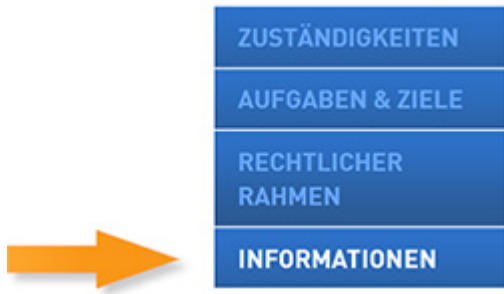 ZUSTÄNDIGKEITEN
AUFGABEN & ZIELE
RECHTLICHER
RAHMEN
INFORMATIONEN